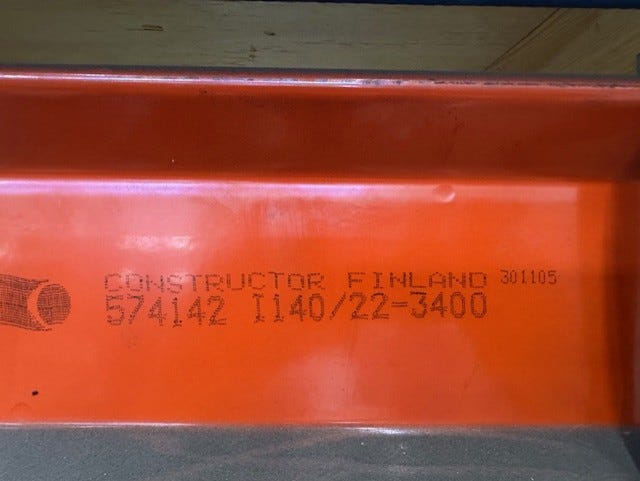 CONSTRUCTOR FINLAND 301105
574142 I140/22-3400